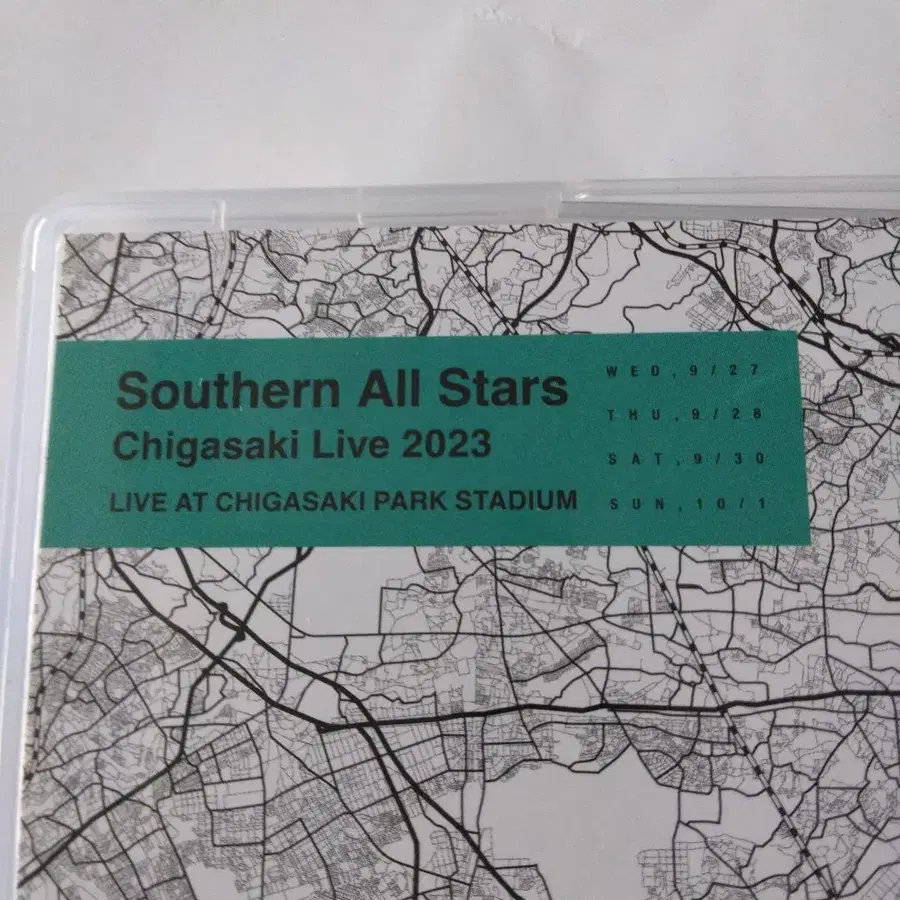 Southern All Stars
Chigasaki Live 2023
LIVE AT CHIGASAKI PARK STADIUM
WED, 9/27
THU, 9/28
SAT, 9/30
SUN, 10/1